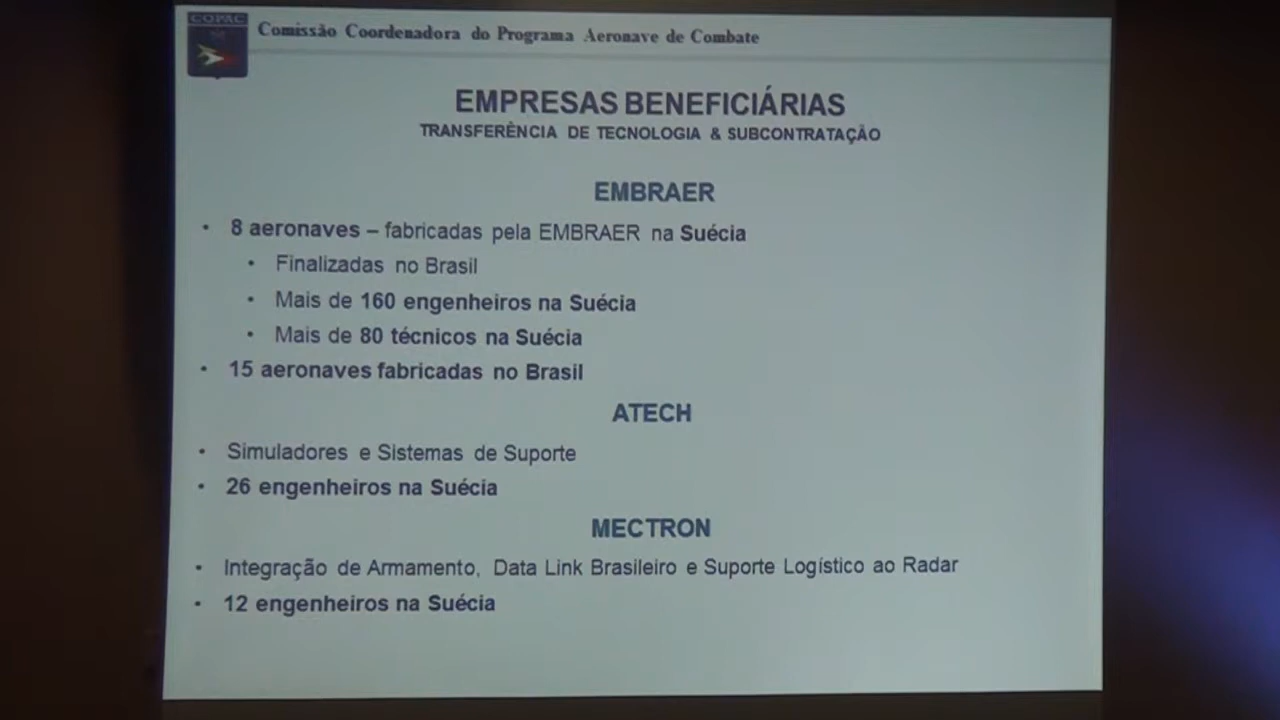 COPAC
Comissão Coordenadora do Programa Aeronave de Combate
EMPRESAS BENEFICIÁRIAS
TRANSFERÊNCIA DE TECNOLOGIA & SUBCONTRATAÇÃO
EMBRAER
• 8 aeronaves – fabricadas pela EMBRAER na Suécia
• Finalizadas no Brasil
• Mais de 160 engenheiros na Suécia
• Mais de 80 técnicos na Suécia
• 15 aeronaves fabricadas no Brasil
ATECH
• Simuladores e Sistemas de Suporte
• 26 engenheiros na Suécia
MECTRON
• Integração de Armamento, Data Link Brasileiro e Suporte Logístico ao Radar
• 12 engenheiros na Suécia